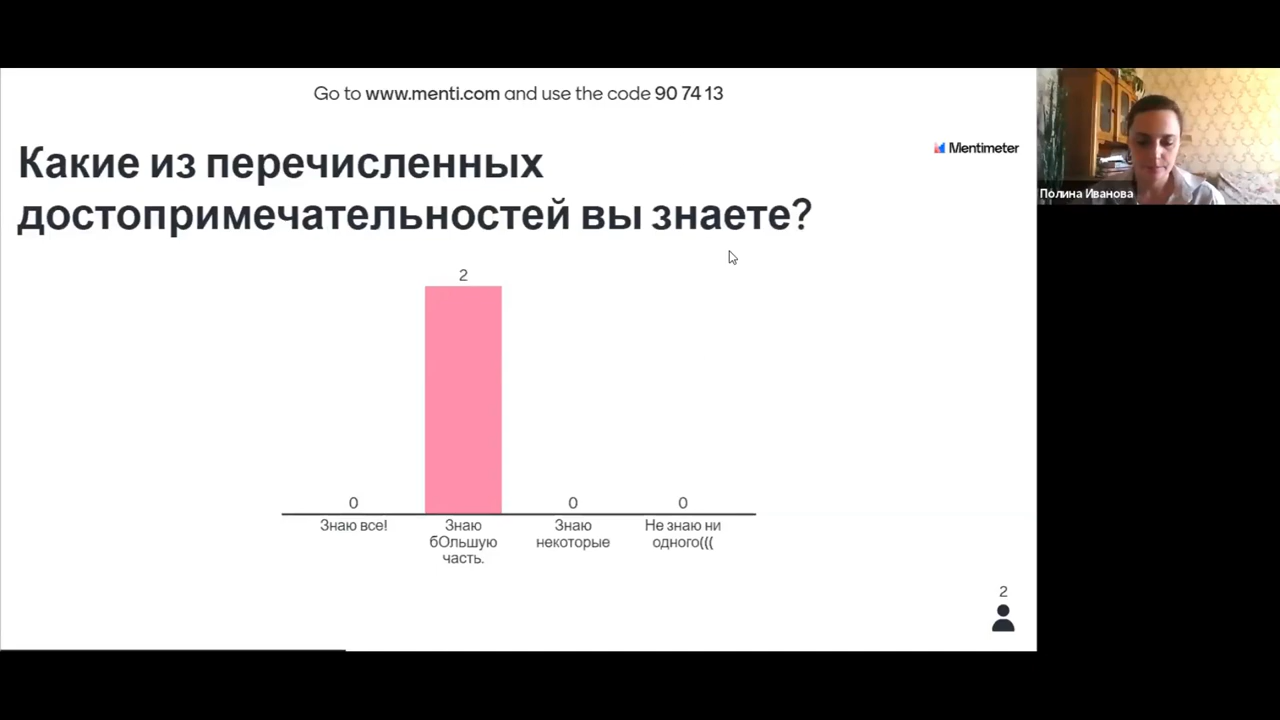 Go to www.menti.com and use the code 90 74 13
Mentimeter
Какие из перечисленных
достопримечательностей вы знаете?
2
0
0
0
Знаю все!
Знаю
бОльшую
часть.
Знаю
некоторые
Не знаю ни
одного(((
2
Полина Иванова